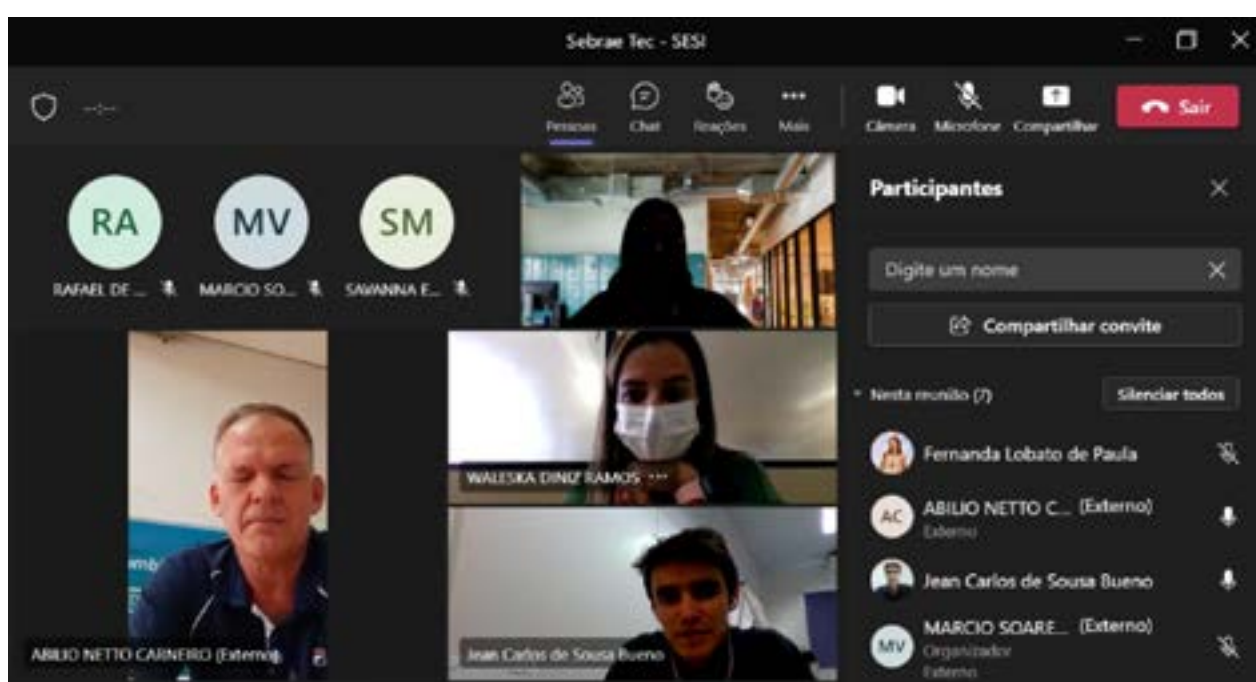 Sebrae Tec - SESI
--:--
Pessoas
Chat
Reações
Mais
Câmera
Microfone
Compartilhar
Sair
RA
MV
SM
RAFAEL DE ...
MARCIO SO...
SAVANNA E...
Participantes
Digite um nome
Compartilhar convite
Nesta reunião (7)
Silenciar todos
Fernanda Lobato de Paula
AC
ABILIO NETTO C... (Externo)
Externo
Jean Carlos de Sousa Bueno
MV
MARCIO SOARE... (Externo)
Organizador
Externo
WALESKA DINIZ RAMOS ...
ABILIO NETTO CARNEIRO (Externo)
Jean Carlos de Sousa Bueno